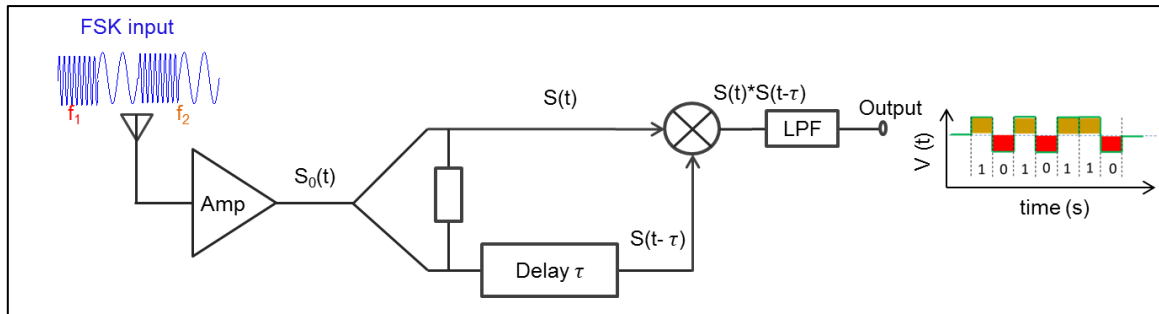 FSK input
f₁
f₂
Amp
S₀(t)
S(t)
Delay τ
S(t- τ)
S(t)*S(t-τ)
LPF
Output
V (t)
1 0 1 0 1 1 0
time (s)